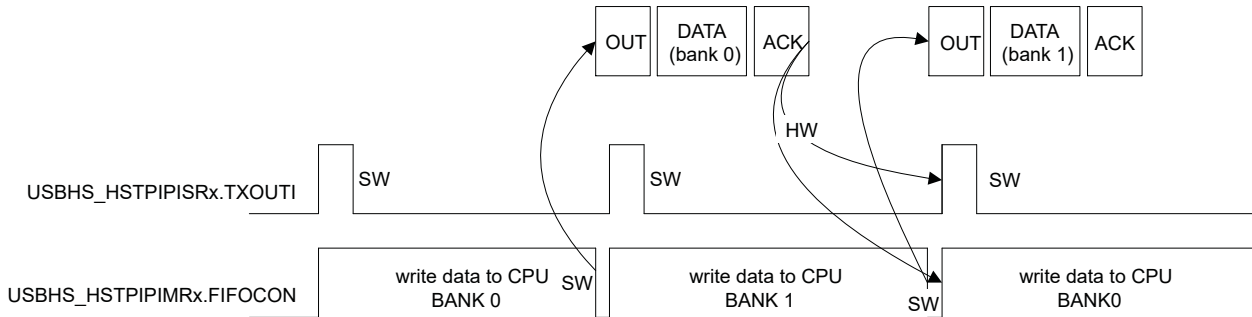 OUT
DATA
(bank 0)
ACK
OUT
DATA
(bank 1)
ACK
HW
USBHS_HSTPIPISRx.TXOUTI
SW
SW
SW
USBHS_HSTPIPIMRx.FIFOCON
write data to CPU
BANK 0
SW
write data to CPU
BANK 1
SW
write data to CPU
BANK0